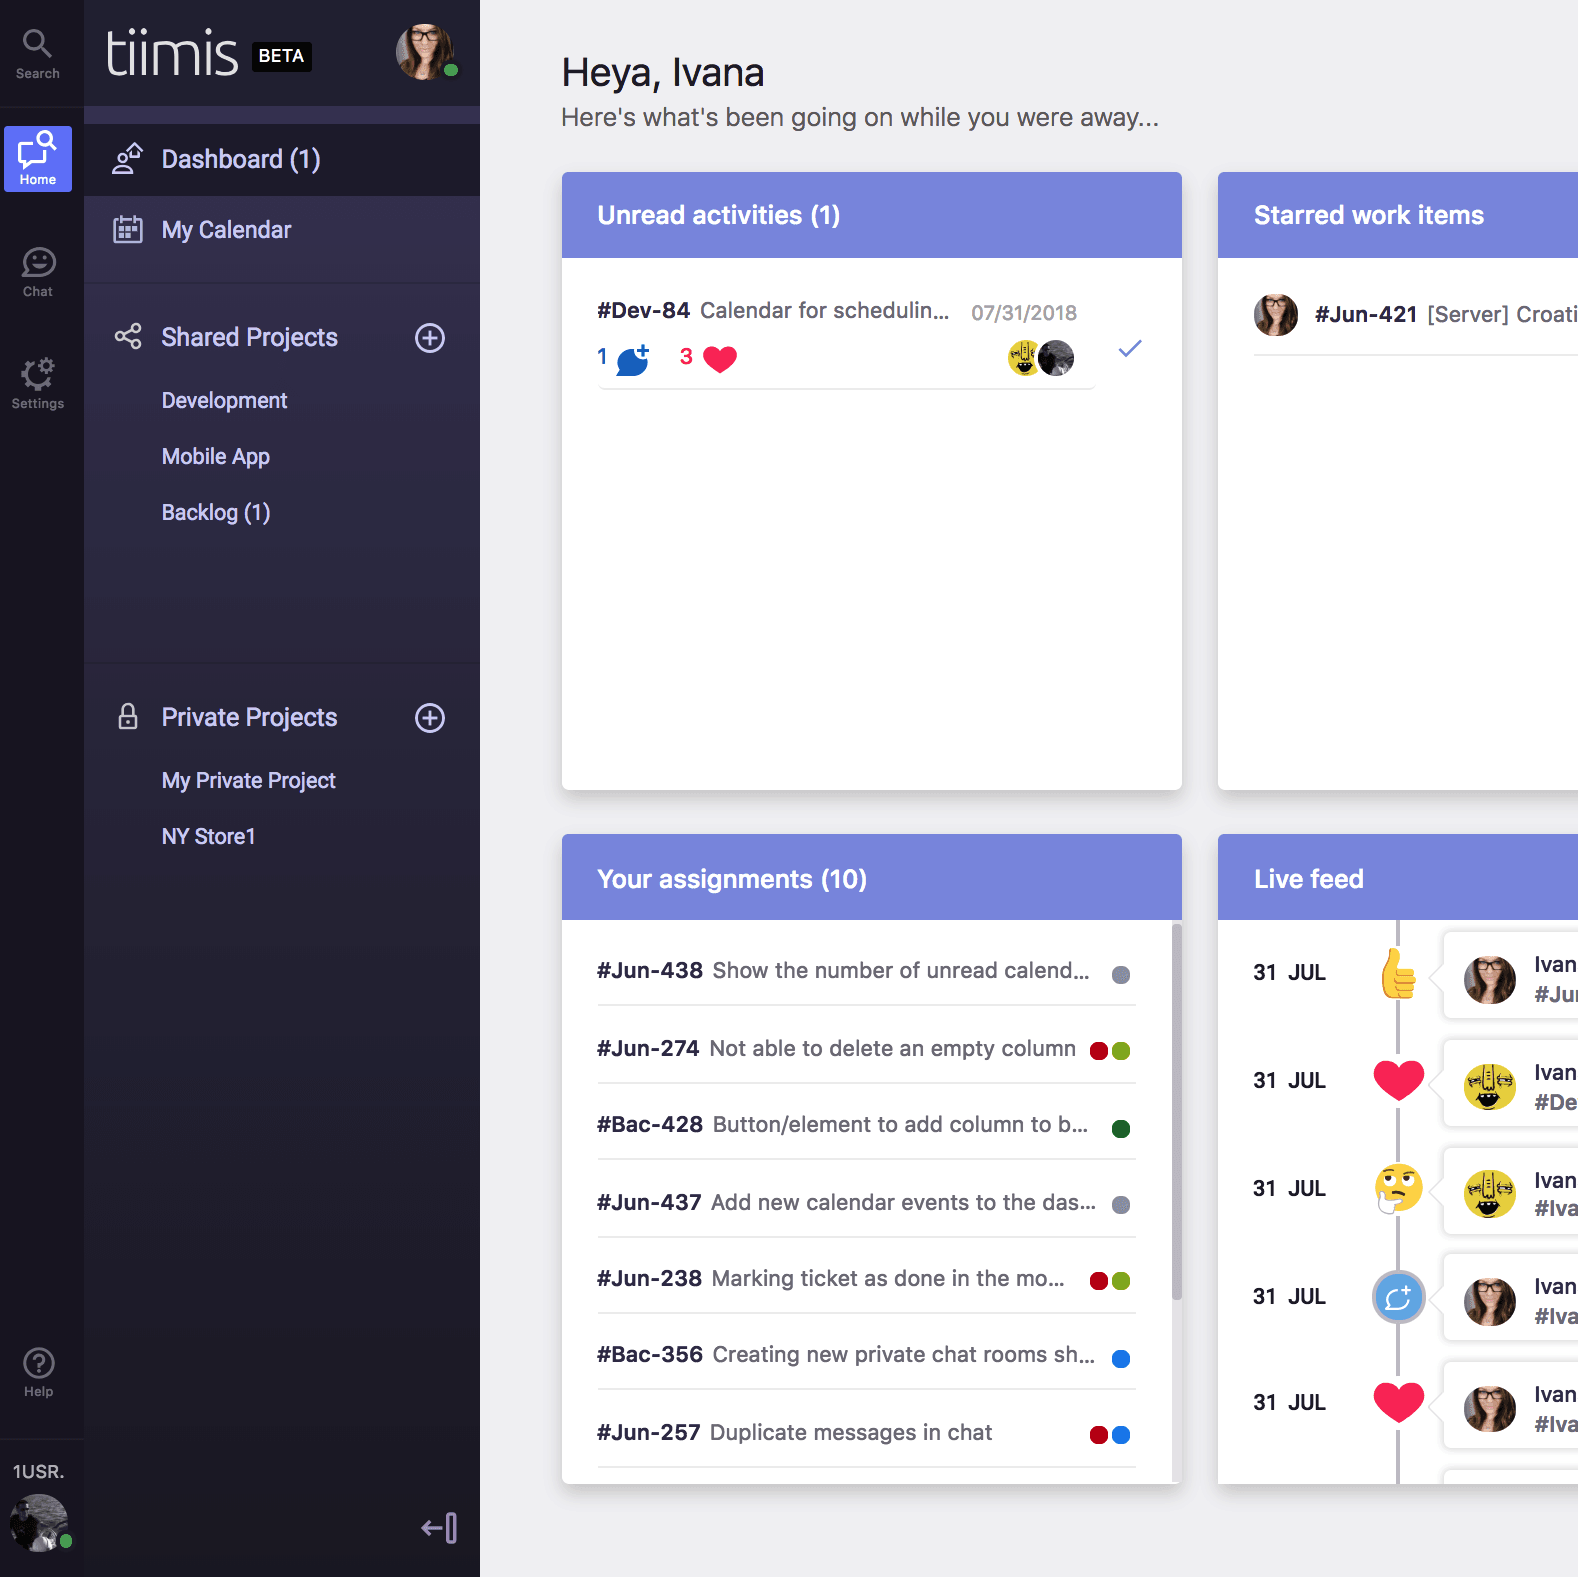 Search
Home
Chat
Settings
Help
1USR.
tiimis BETA
Dashboard (1)
My Calendar
Shared Projects
Development
Mobile App
Backlog (1)
Private Projects
My Private Project
NY Store1
Heya, Ivana
Here's what's been going on while you were away...
Unread activities (1)
#Dev-84 Calendar for schedulin... 07/31/2018
1 3
Starred work items
#Jun-421 [Server] Croati
Your assignments (10)
#Jun-438 Show the number of unread calend...
#Jun-274 Not able to delete an empty column
#Bac-428 Button/element to add column to b...
#Jun-437 Add new calendar events to the das...
#Jun-238 Marking ticket as done in the mo...
#Bac-356 Creating new private chat rooms sh...
#Jun-257 Duplicate messages in chat
Live feed
31 JUL
Ivan
#Jun
31 JUL
Ivan
#De
31 JUL
Ivan
#Iva
31 JUL
Ivan
#Iva
31 JUL
Ivan
#Iva